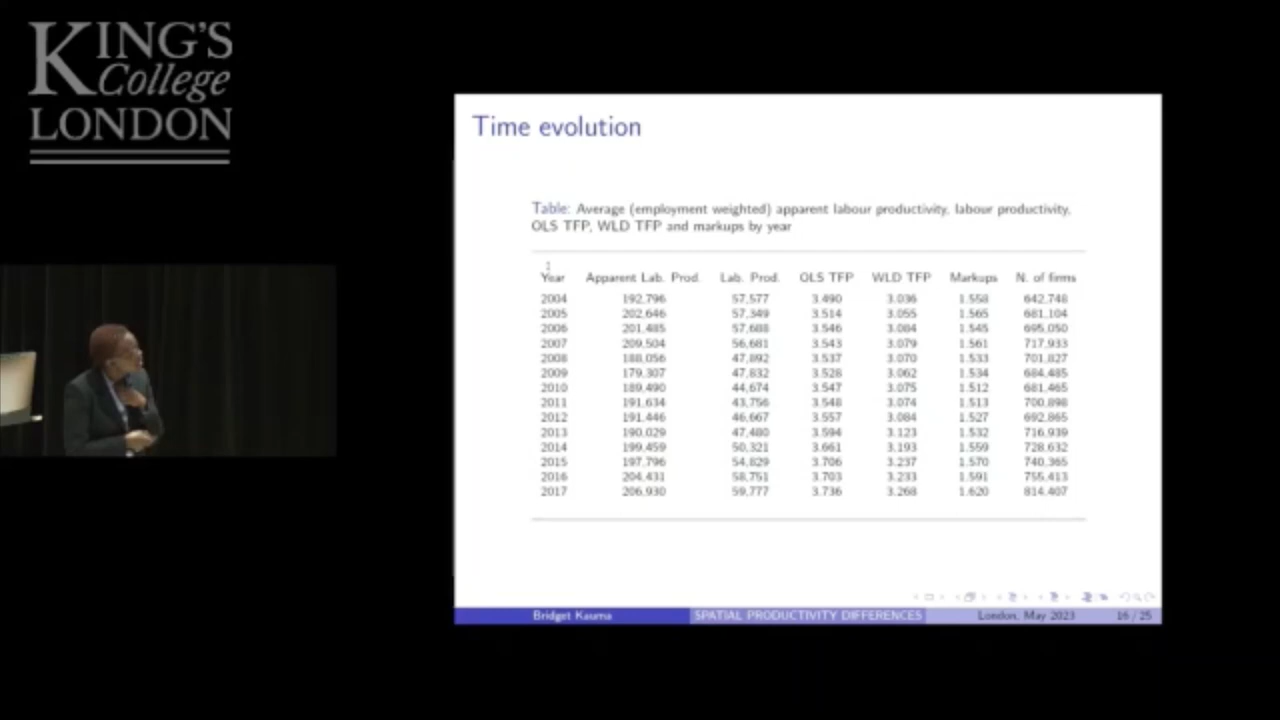 KING'S
College
LONDON
Time evolution
Table: Average (employment weighted) apparent labour productivity, labour productivity,
OLS TFP, WLD TFP and markups by year
Year Apparent Lab. Prod. Lab. Prod. OLS TFP WLD TFP Markups N. of firms
2004 192,796 57,577 3.490 3.036 1.558 642,748
2005 202,646 57,349 3.514 3.055 1.565 681,104
2006 201,485 57,688 3.546 3.084 1.545 695,050
2007 209,504 56,681 3.543 3.079 1.561 717,933
2008 188,056 47,892 3.537 3.070 1.533 701,827
2009 179,307 47,832 3.528 3.062 1.534 684,485
2010 189,490 44,674 3.547 3.075 1.512 681,465
2011 191,634 43,756 3.548 3.074 1.513 700,898
2012 191,446 46,667 3.557 3.084 1.527 692,865
2013 190,029 47,480 3.594 3.123 1.532 716,939
2014 199,459 50,321 3.661 3.193 1.559 728,632
2015 197,796 54,829 3.706 3.237 1.570 740,365
2016 204,431 58,751 3.703 3.233 1.591 755,413
2017 206,930 59,777 3.736 3.268 1.620 814,407
Bridget Kauma SPATIAL PRODUCTIVITY DIFFERENCES London, May 2023 16 / 25